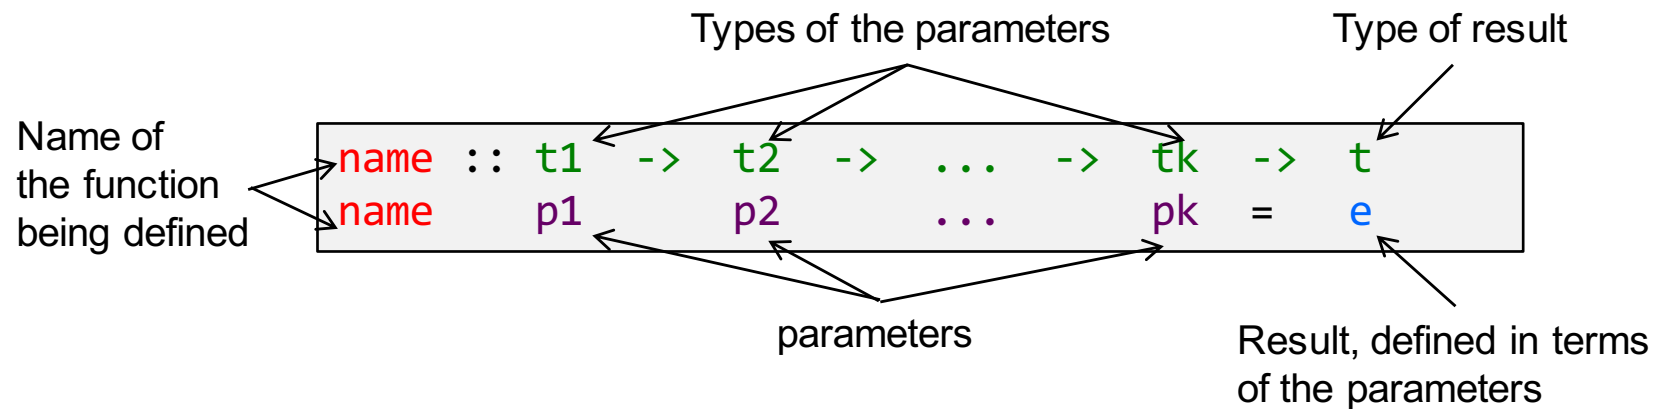 Types of the parameters
Type of result
Name of
the function
being defined
name :: t1 -> t2 -> ... -> tk -> t
name p1 p2 ... pk = e
parameters
Result, defined in terms
of the parameters